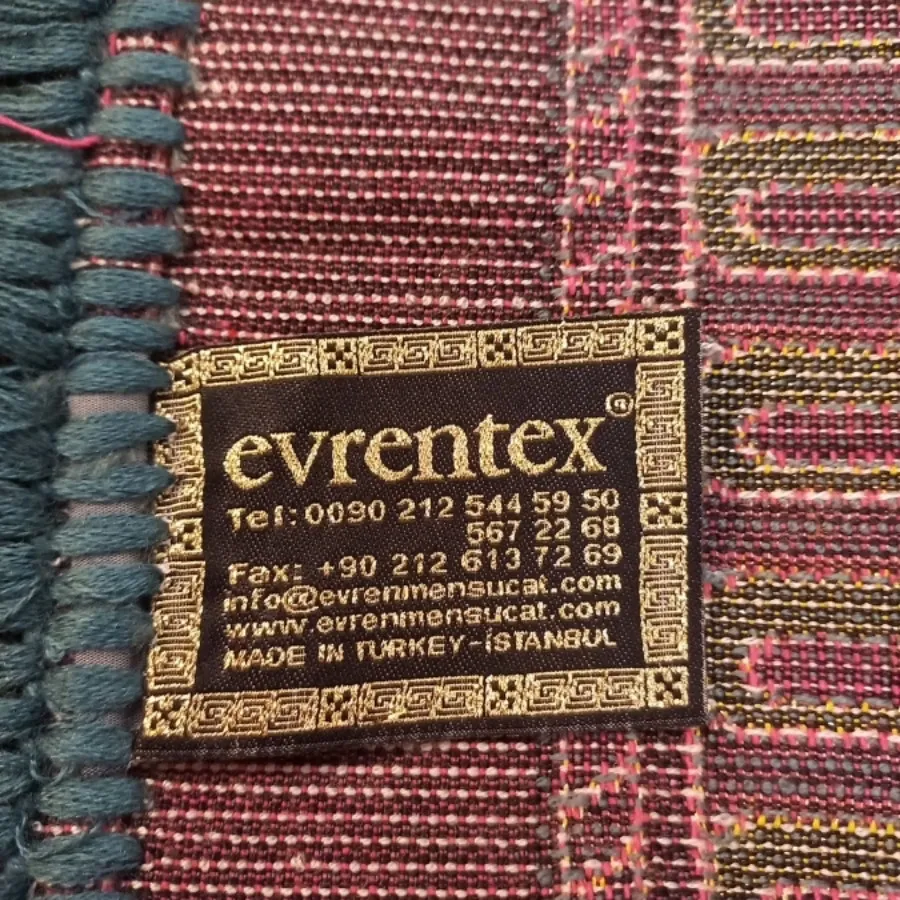 evrentex®
Tel: 0090 212 544 59 50
567 22 68
Fax: +90 212 613 72 69
info@evrenmensucat.com
www.evrenmensucat.com
MADE IN TURKEY-İSTANBUL